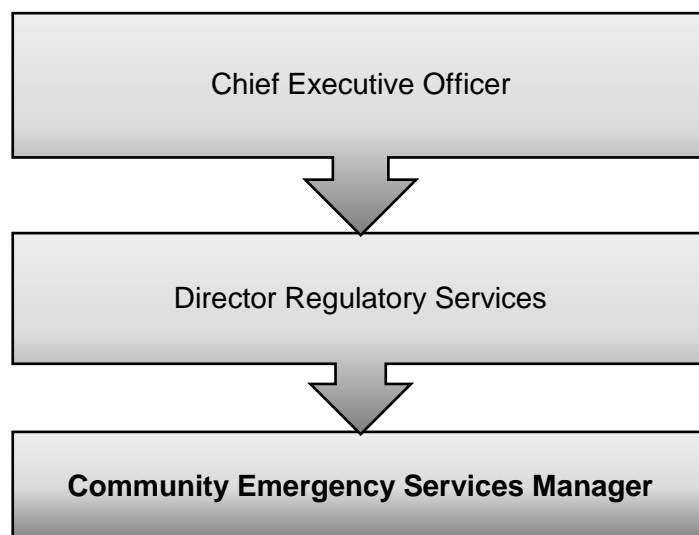 Chief Executive Officer
Director Regulatory Services
Community Emergency Services Manager